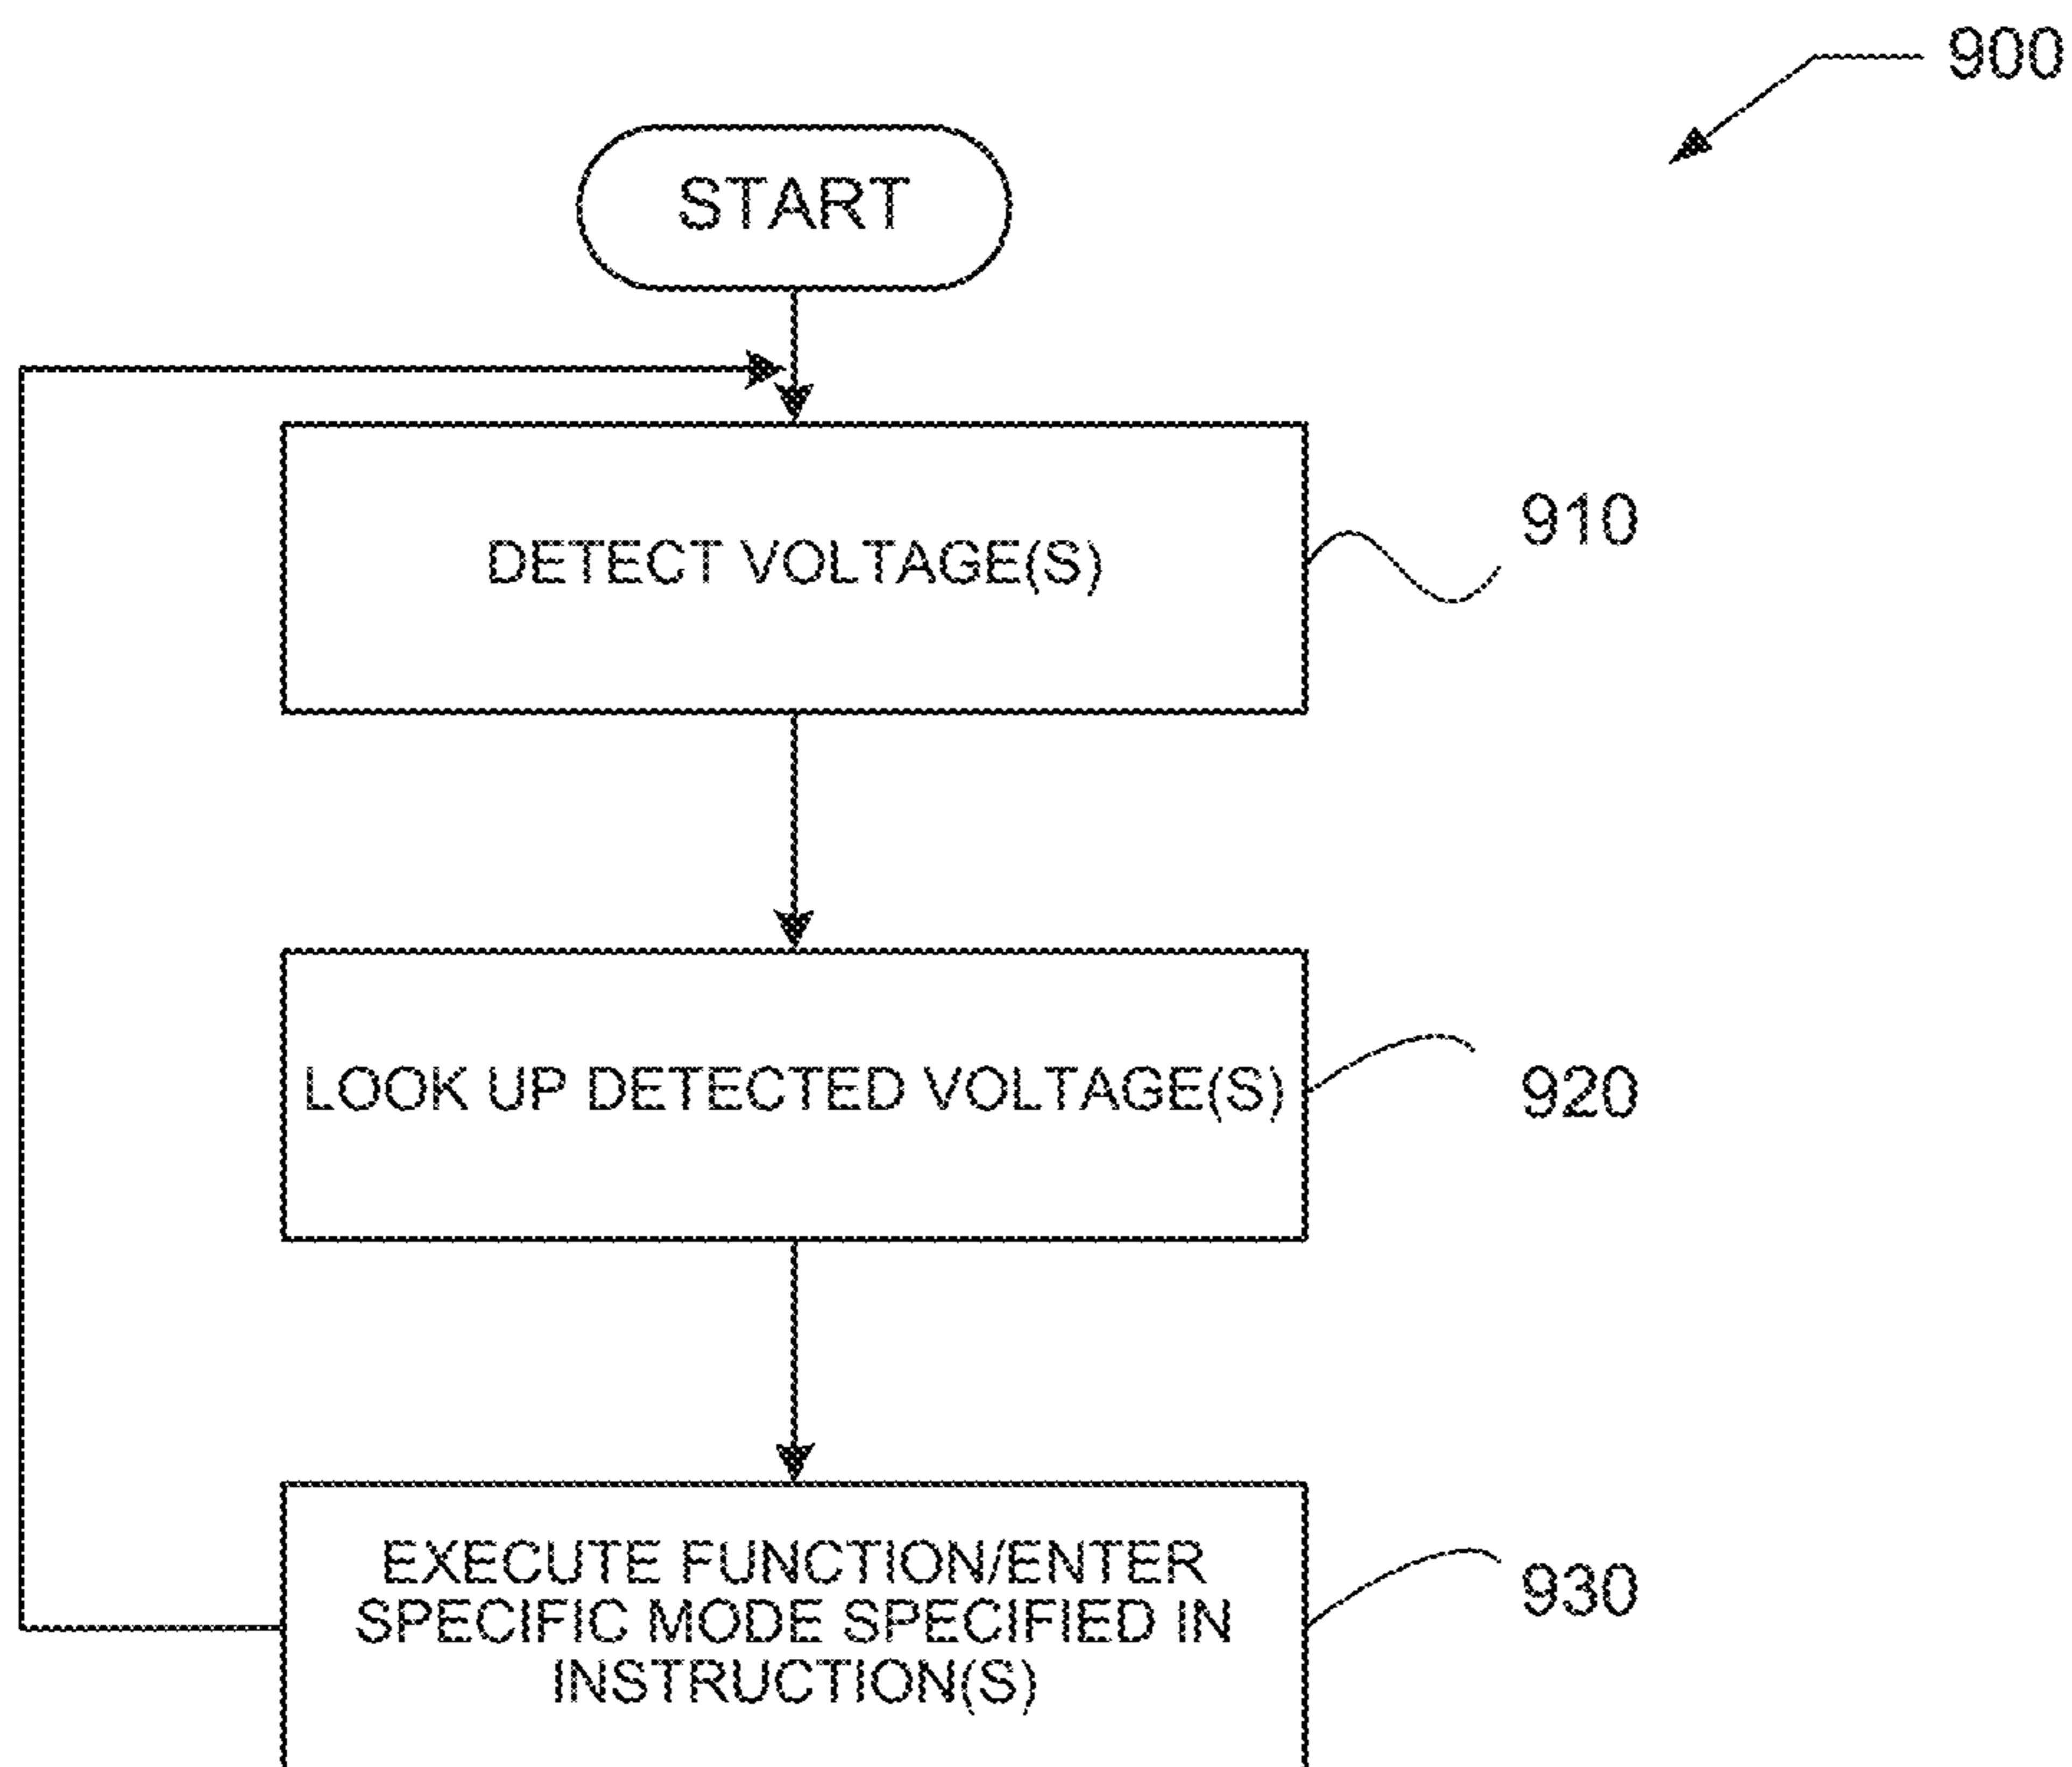 900
START
DETECT VOLTAGE(S)
910
LOOK UP DETECTED VOLTAGE(S)
920
EXECUTE FUNCTION/ENTER
SPECIFIC MODE SPECIFIED IN
INSTRUCTION(S)
930